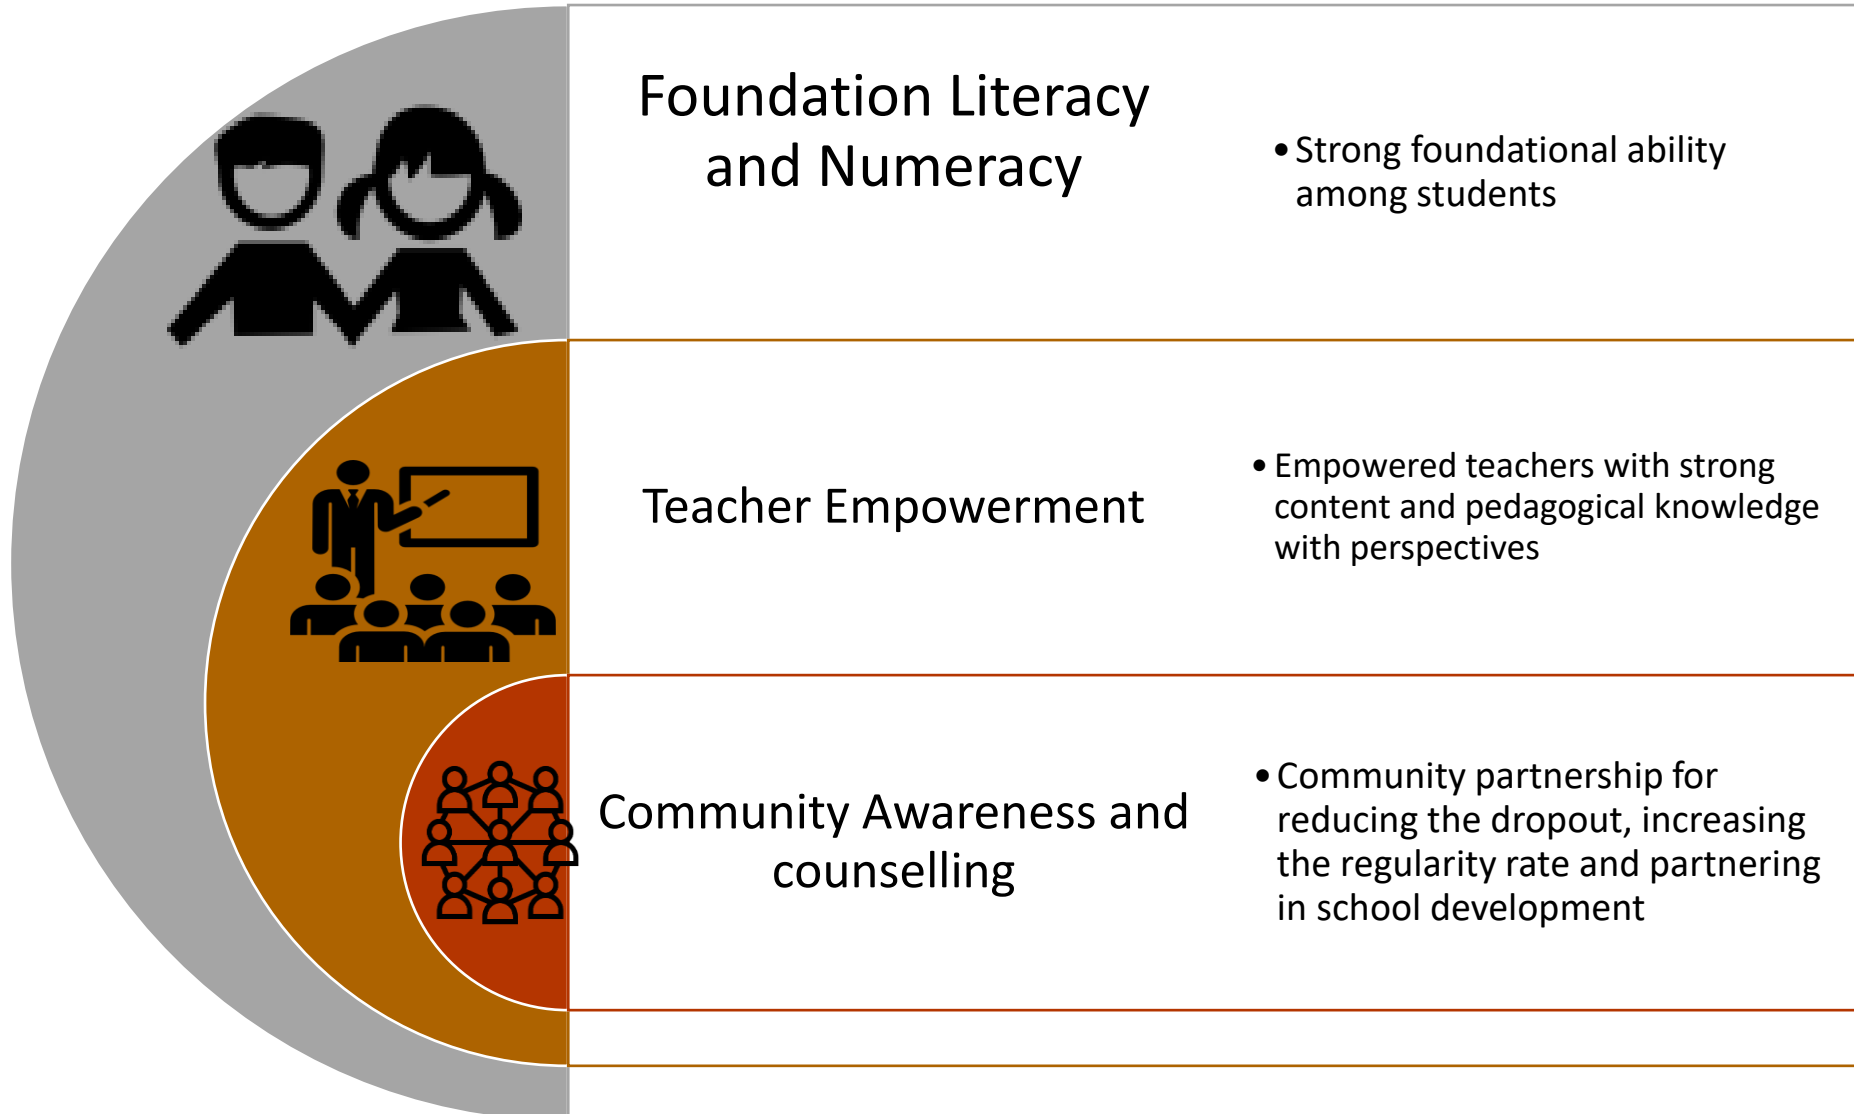 Foundation Literacy
and Numeracy
• Strong foundational ability
among students
Teacher Empowerment
• Empowered teachers with strong
content and pedagogical knowledge
with perspectives
Community Awareness and
counselling
• Community partnership for
reducing the dropout, increasing
the regularity rate and partnering
in school development